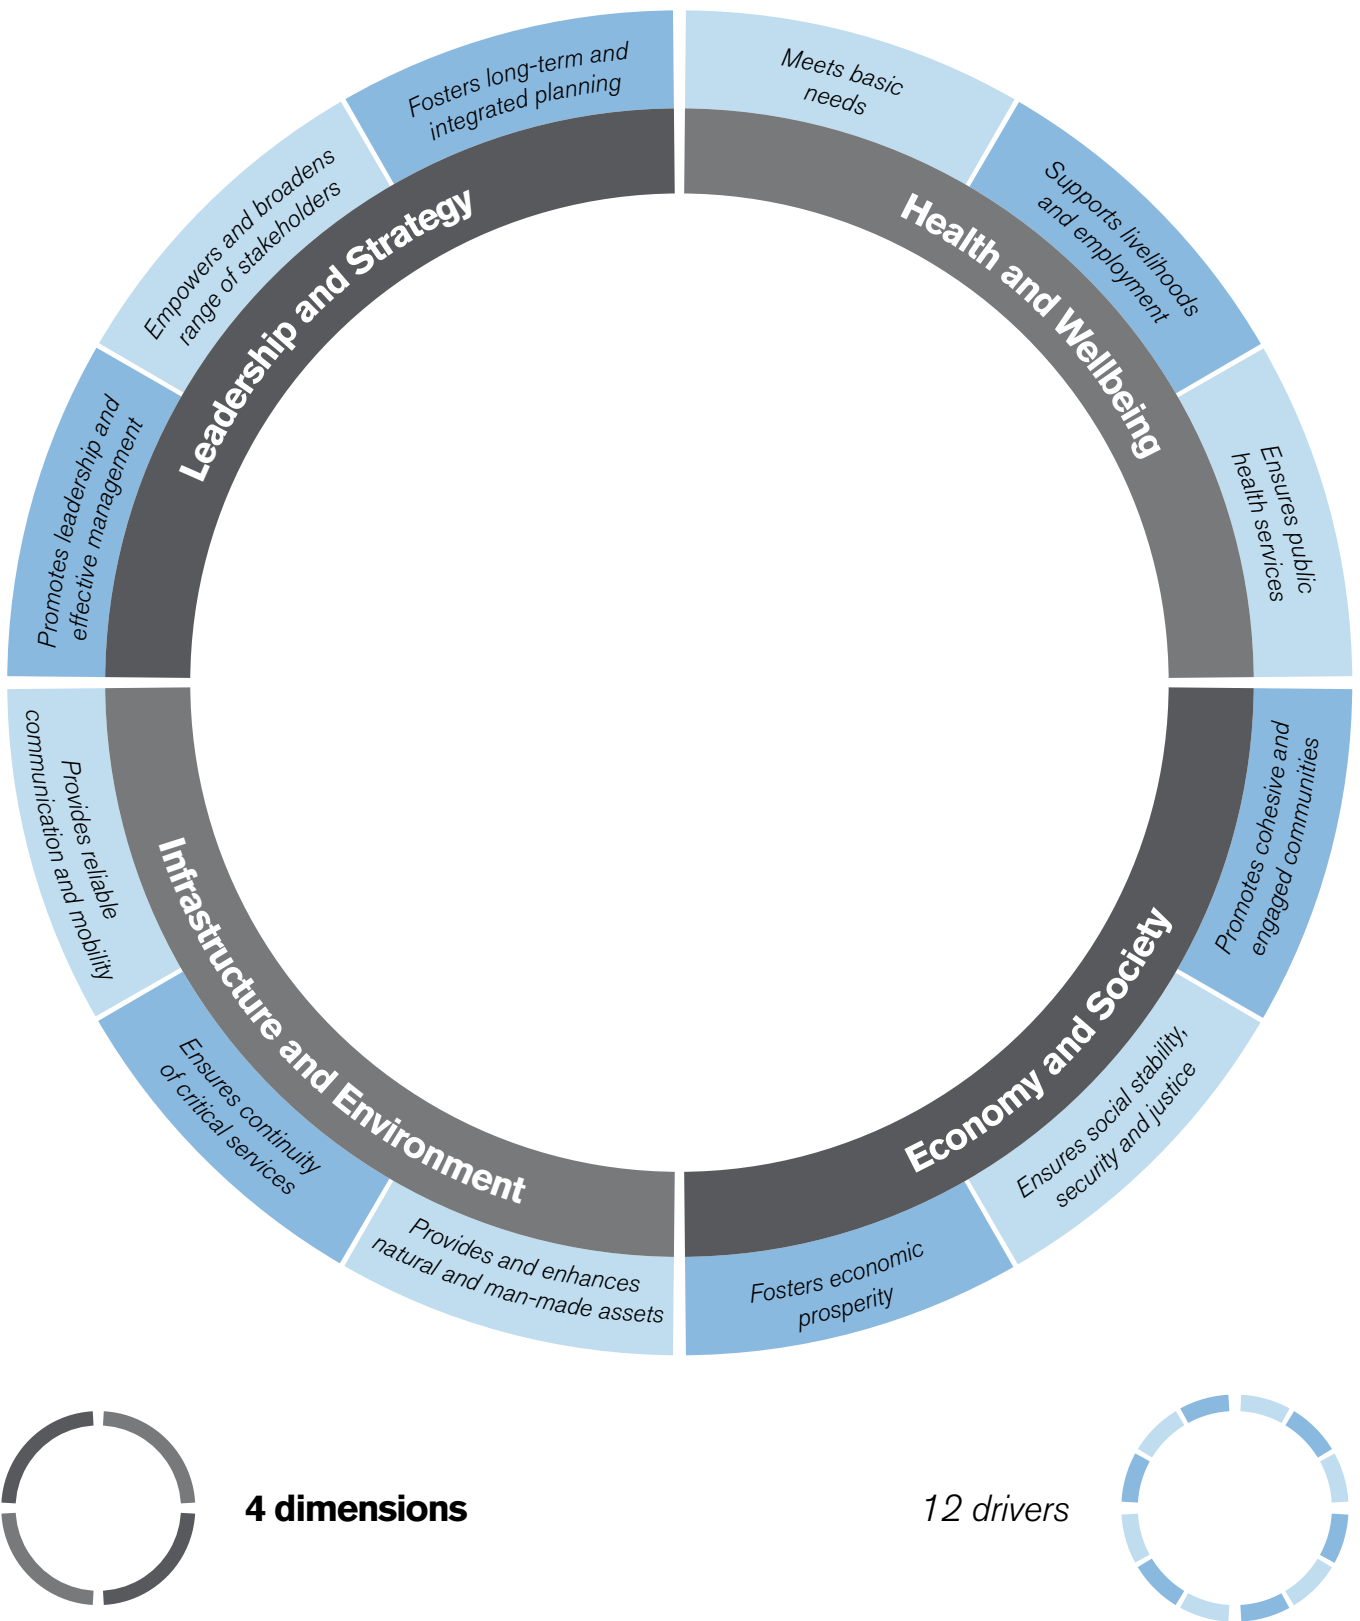 Fosters long-term and
integrated planning
Meets basic
needs
Supports livelihoods
and employment
Ensures public
health services
Health and Wellbeing
Promotes cohesive and
engaged communities
Ensures social stability,
security and justice
Fosters economic
prosperity
Economy and Society
Provides and enhances
natural and man-made assets
Ensures continuity
of critical services
Provides reliable
communication and mobility
Infrastructure and Environment
Promotes leadership and
effective management
Empowers and broadens
range of stakeholders
Leadership and Strategy
4 dimensions
12 drivers